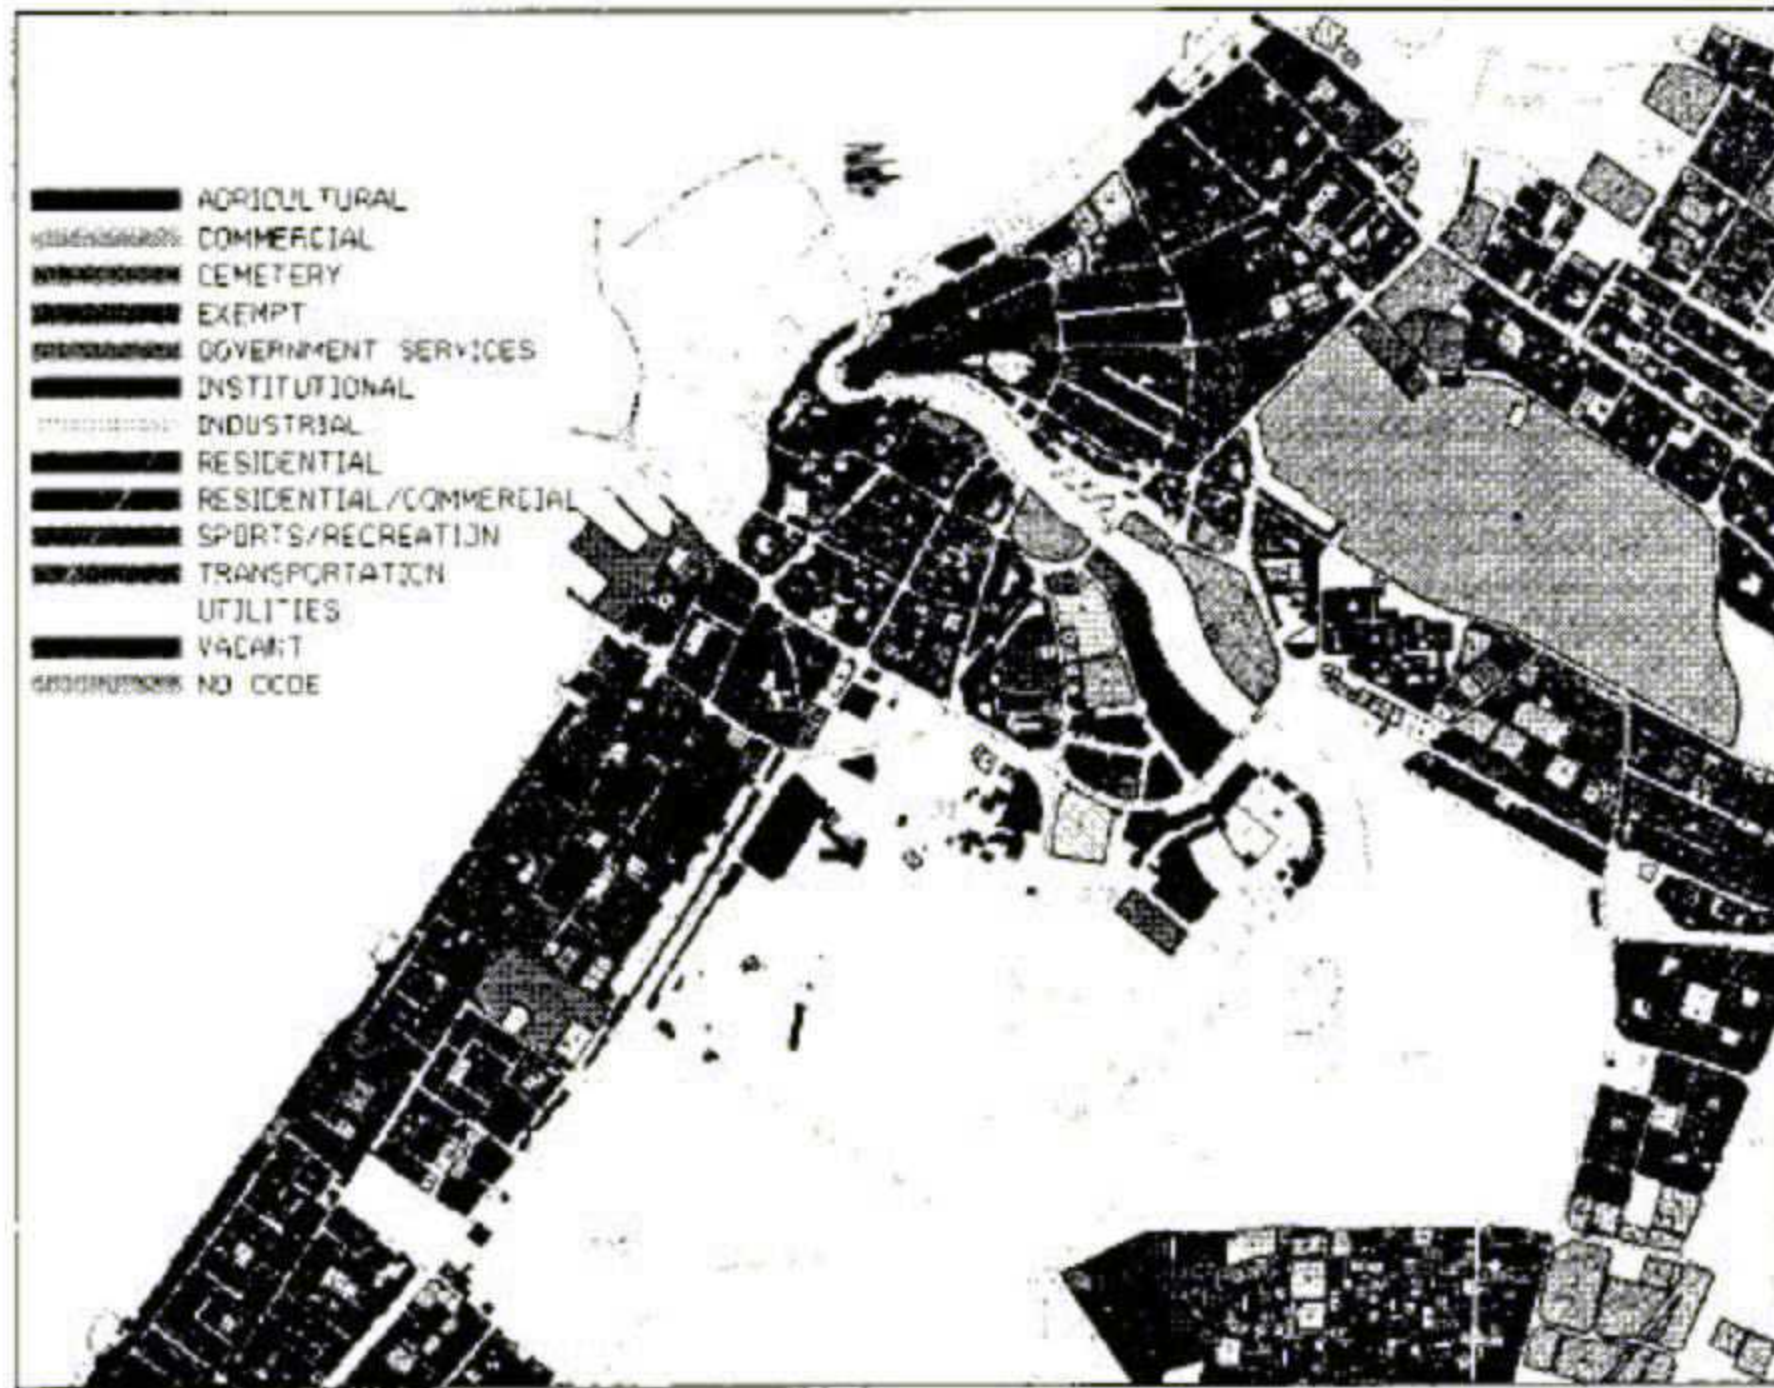 AGRICULTURAL
COMMERCIAL
CEMETERY
EXEMPT
GOVERNMENT SERVICES
INSTITUTIONAL
INDUSTRIAL
RESIDENTIAL
RESIDENTIAL/COMMERCIAL
SPORTS/RECREATION
TRANSPORTATION
UTILITIES
VACANT
NO CODE